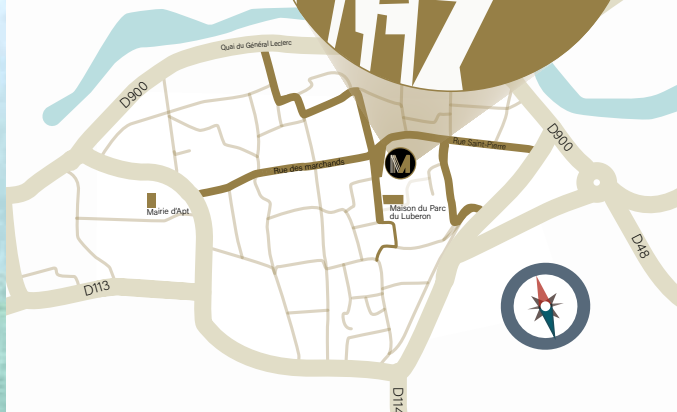 Quai du Général Leclerc
D900
Rue Saint-Pierre
D900
Rue des marchands
M
Mairie d'Apt
Maison du Parc
du Luberon
D48
D113
D114